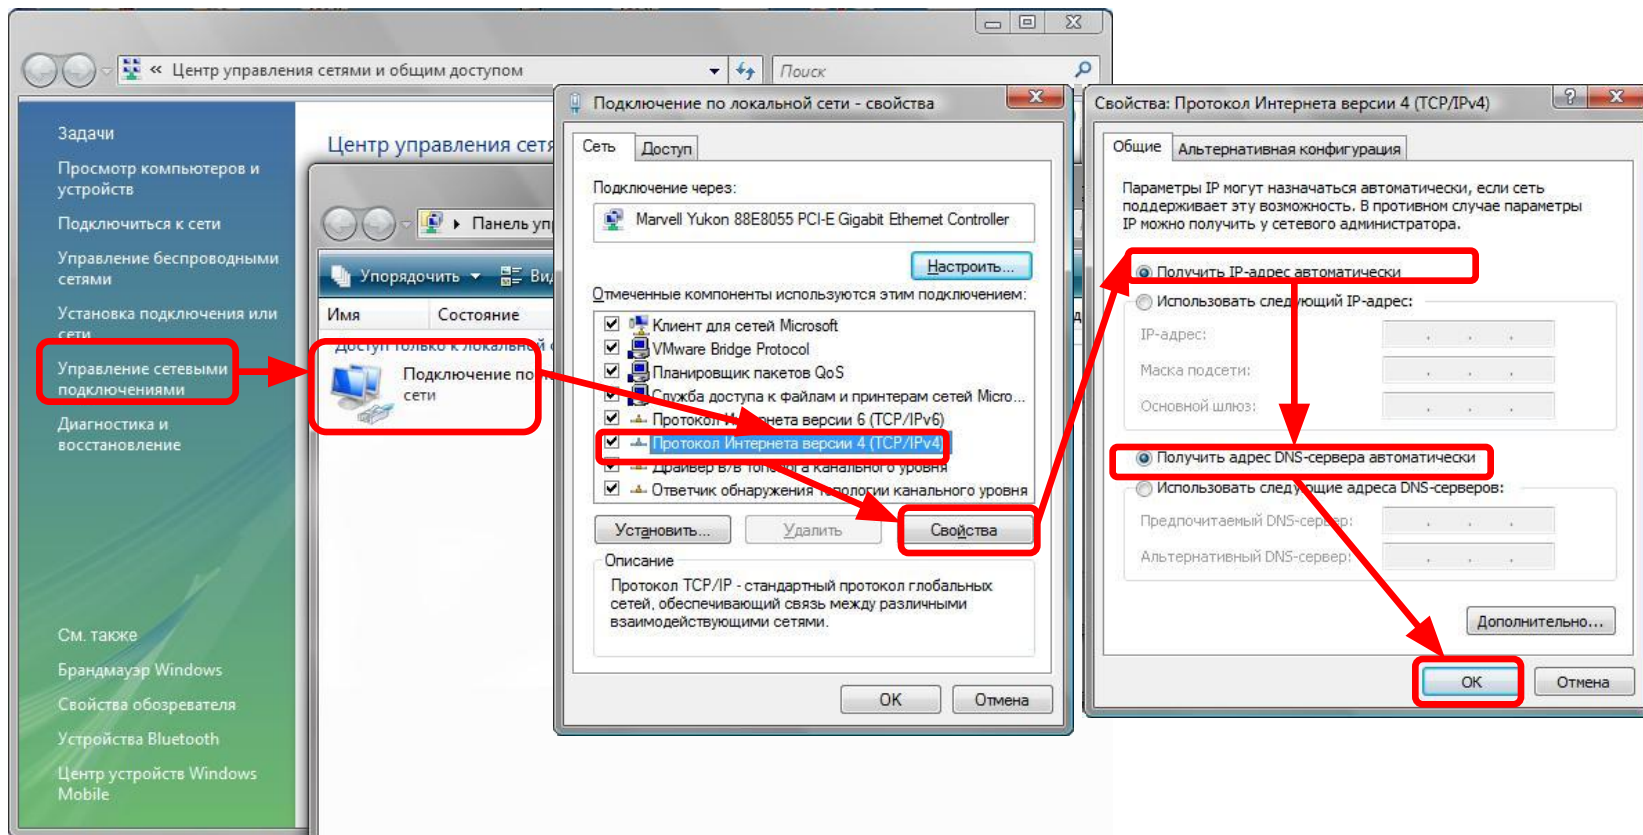 « Центр управления сетями и общим доступом
Поиск
Задачи
Просмотр компьютеров и
устройств
Подключиться к сети
Управление беспроводными
сетями
Установка подключения или
сети
Управление сетевыми
подключениями
Диагностика и
восстановление
См. также
Брандмауэр Windows
Свойства обозревателя
Устройства Bluetooth
Центр устройств Windows
Mobile
Центр управления сетя
Панель упр
Упорядочить
Вид
Имя
Состояние
Доступ только к локальной с
Подключение по
сети
Подключение по локальной сети - свойства
Сеть
Доступ
Подключение через:
Marvell Yukon 88E8055 PCI-E Gigabit Ethernet Controller
Настроить...
Отмеченные компоненты используются этим подключением:
Клиент для сетей Microsoft
VMware Bridge Protocol
Планировщик пакетов QoS
Служба доступа к файлам и принтерам сетей Micro...
Протокол Интернета версии 6 (TCP/IPv6)
Протокол Интернета версии 4 (TCP/IPv4)
Драйвер в/в тополога канального уровня
Ответчик обнаружения топологии канального уровня
Установить...
Удалить
Свойства
Описание
Протокол TCP/IP - стандартный протокол глобальных
сетей, обеспечивающий связь между различными
взаимодействующими сетями.
OK
Отмена
Свойства: Протокол Интернета версии 4 (TCP/IPv4)
Общие
Альтернативная конфигурация
Параметры IP могут назначаться автоматически, если сеть
поддерживает эту возможность. В противном случае параметры
IP можно получить у сетевого администратора.
Получить IP-адрес автоматически
Использовать следующий IP-адрес:
IP-адрес:
Маска подсети:
Основной шлюз:
Получить адрес DNS-сервера автоматически
Использовать следующие адреса DNS-серверов:
Предпочитаемый DNS-сервер:
Альтернативный DNS-сервер:
Дополнительно...
OK
Отмена